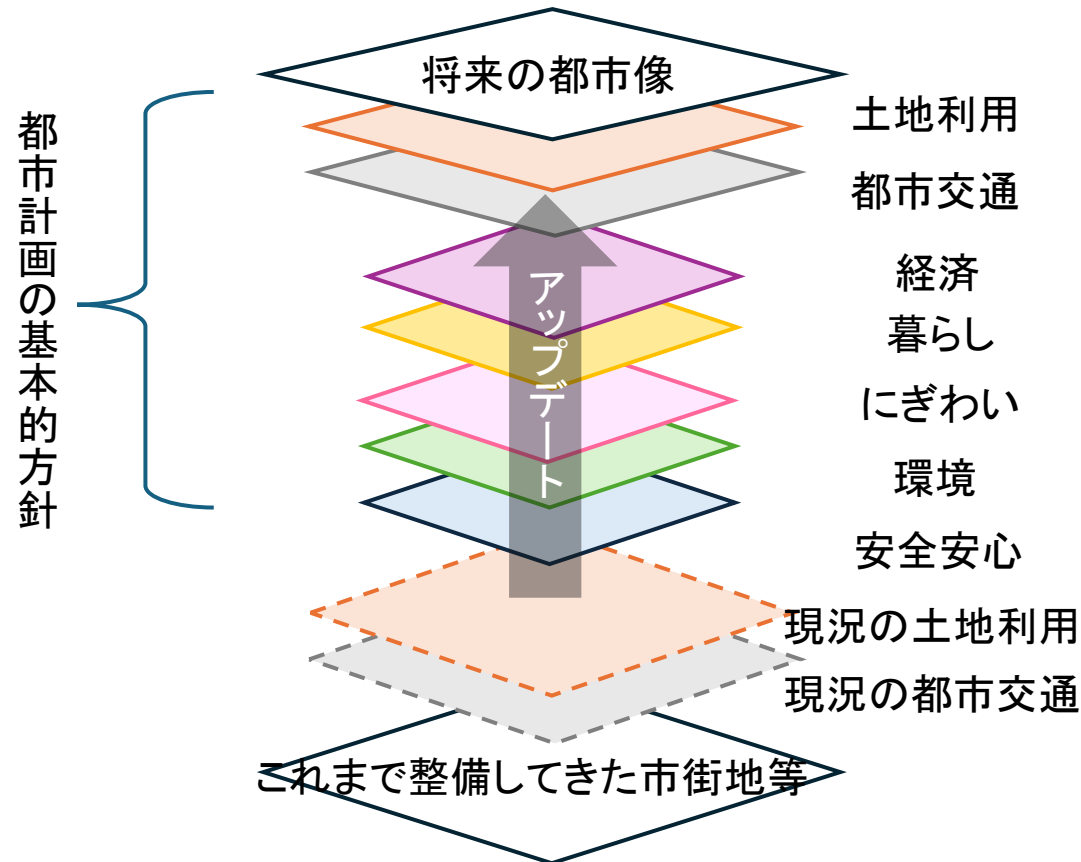 将来の都市像
都市計画の基本的方針
土地利用
都市交通
経済
暮らし
にぎわい
環境
安全安心
アップデート
現況の土地利用
現況の都市交通
これまで整備してきた市街地等